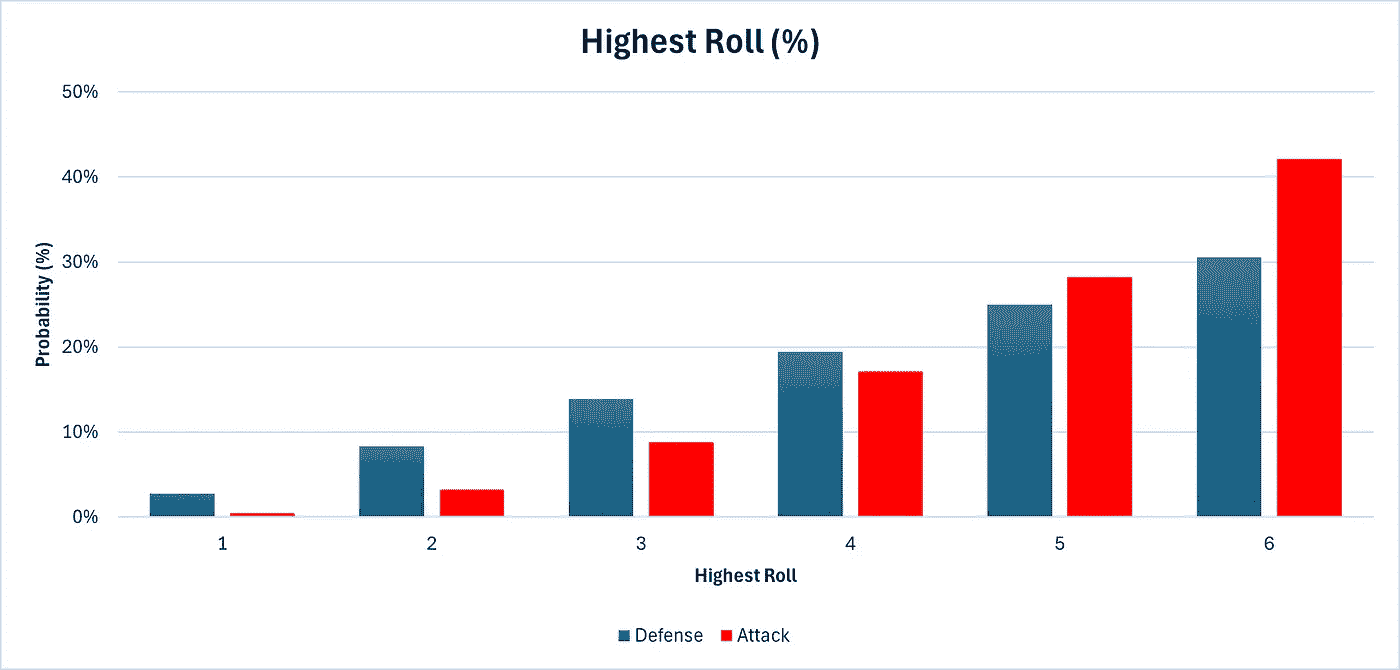 Highest Roll (%)
50%
40%
30%
20%
10%
0%
Probability (%)
1 2 3 4 5 6
Highest Roll
Defense Attack